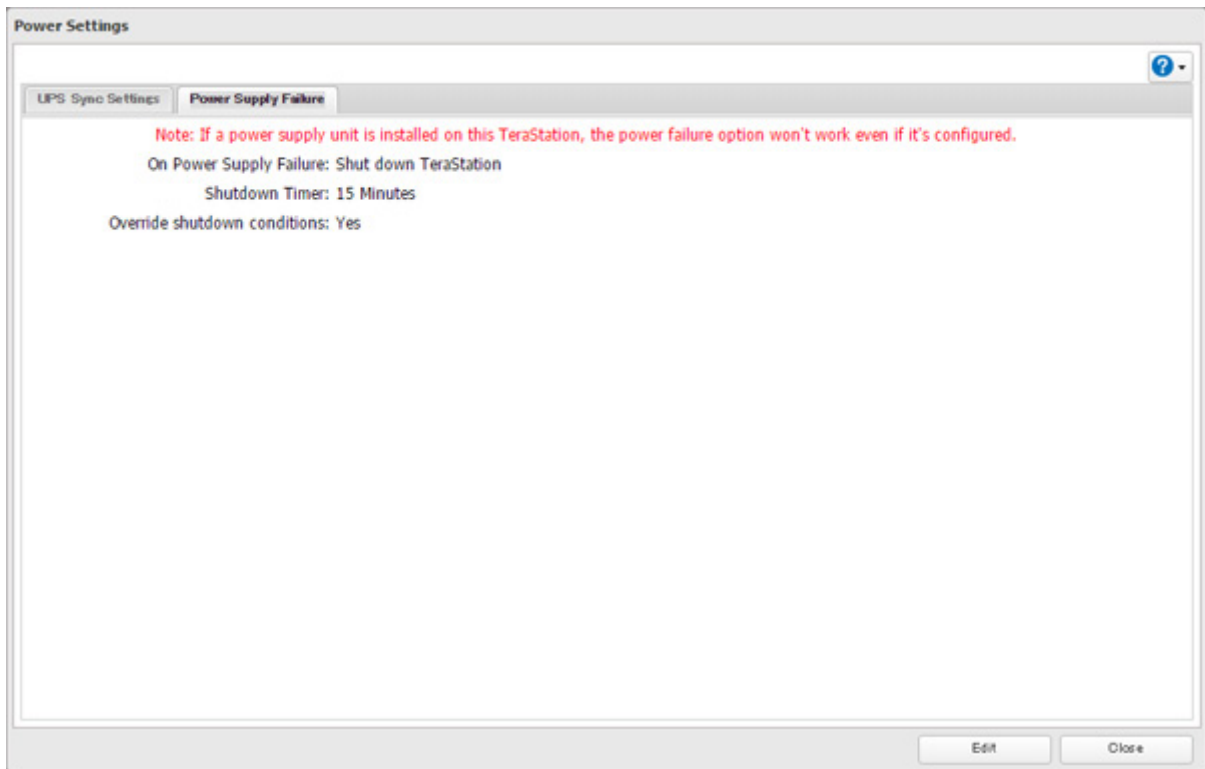 Power Settings
UPS Sync Settings
Power Supply Failure
Note: If a power supply unit is installed on this TeraStation, the power failure option won't work even if it's configured.
On Power Supply Failure: Shut down TeraStation
Shutdown Timer: 15 Minutes
Override shutdown conditions: Yes
Edit
Close